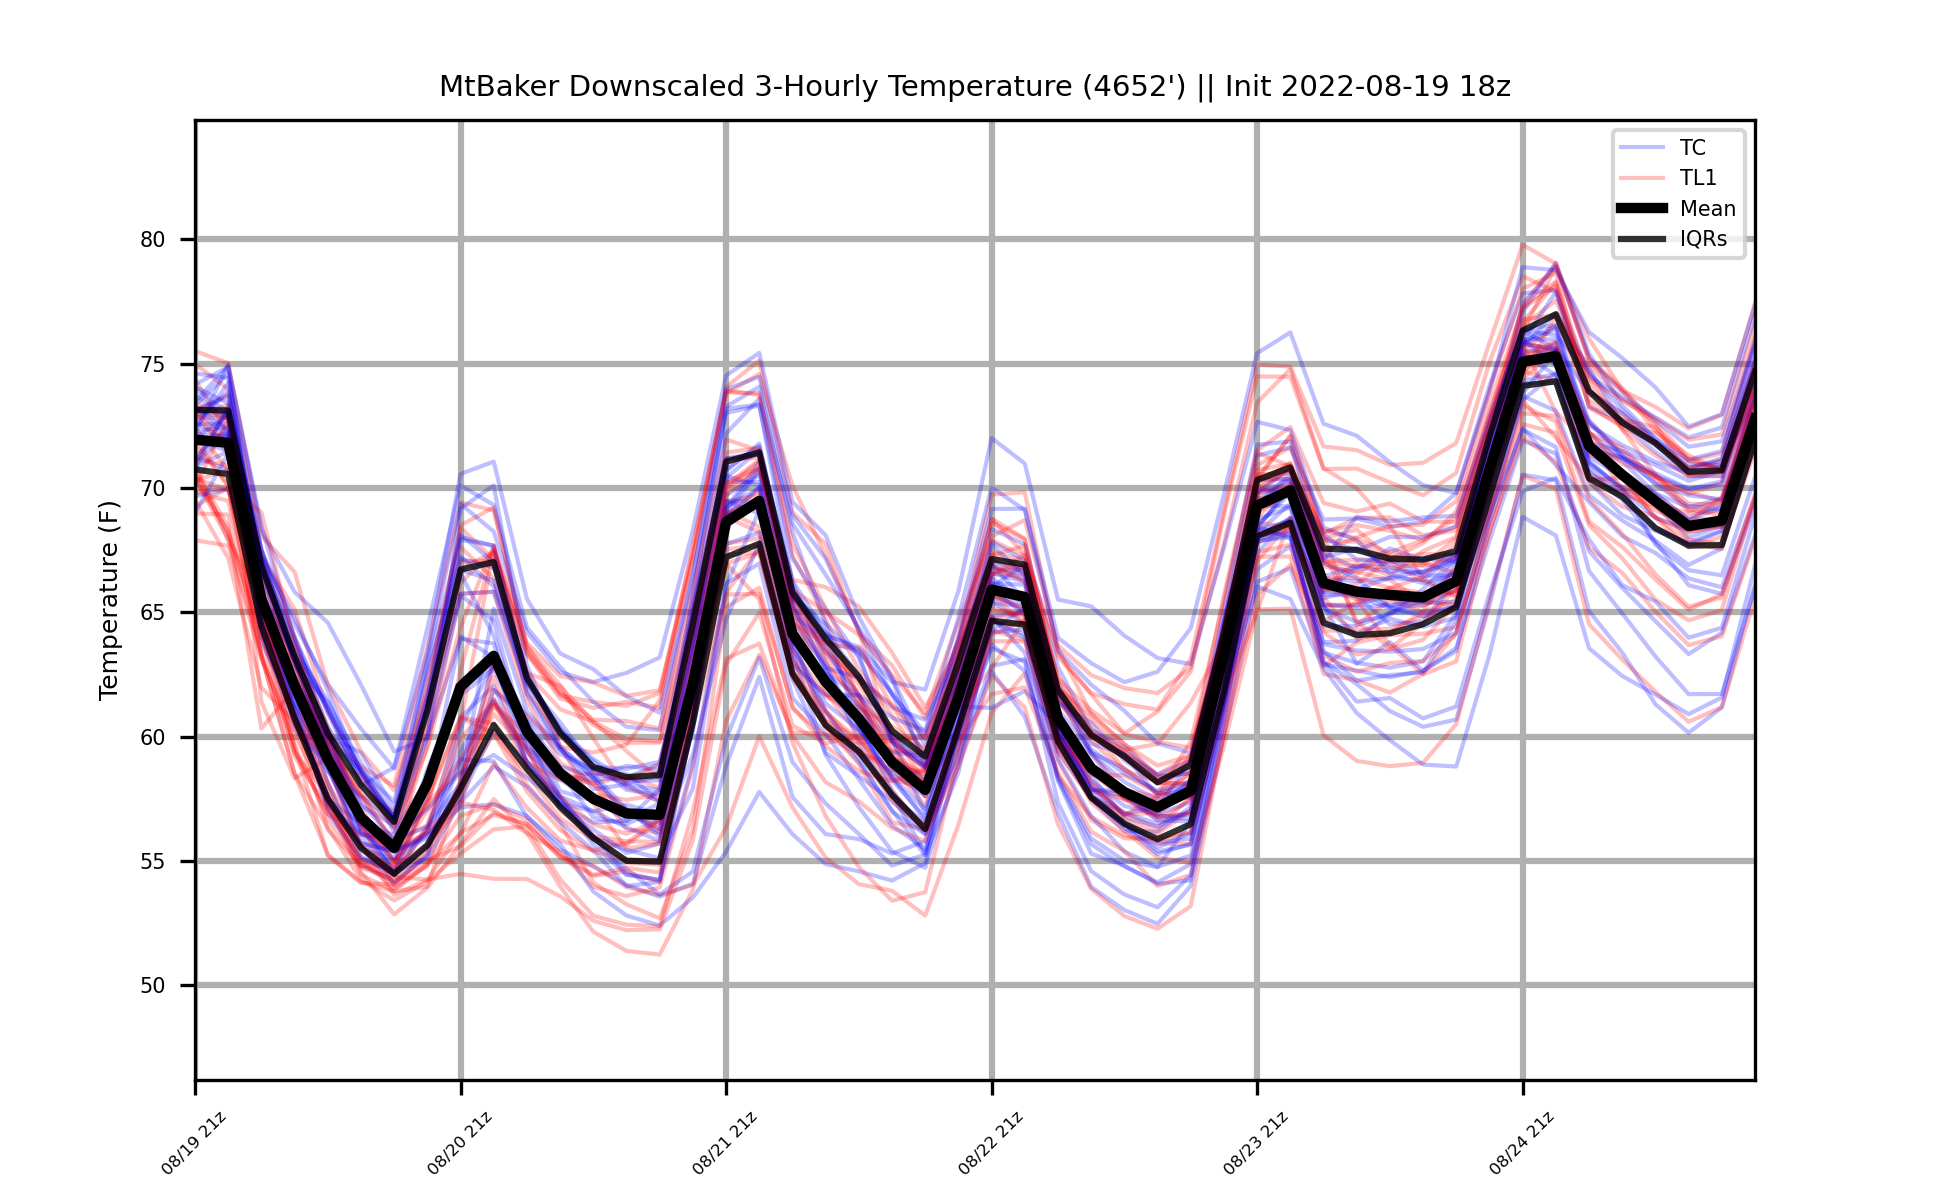 MtBaker Downscaled 3-Hourly Temperature (4652') || Init 2022-08-19 18z
TC
TL1
Mean
IQRs
Temperature (F)
80
75
70
65
60
55
50
08/19 21z
08/20 21z
08/21 21z
08/22 21z
08/23 21z
08/24 21z